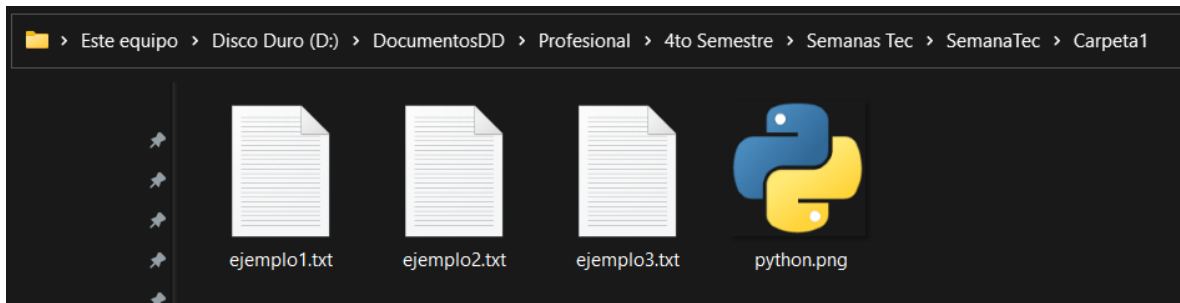 Este equipo > Disco Duro (D:) > DocumentosDD > Profesional > 4to Semestre > Semanas Tec > SemanaTec > Carpeta1
ejemplo1.txt ejemplo2.txt ejemplo3.txt python.png